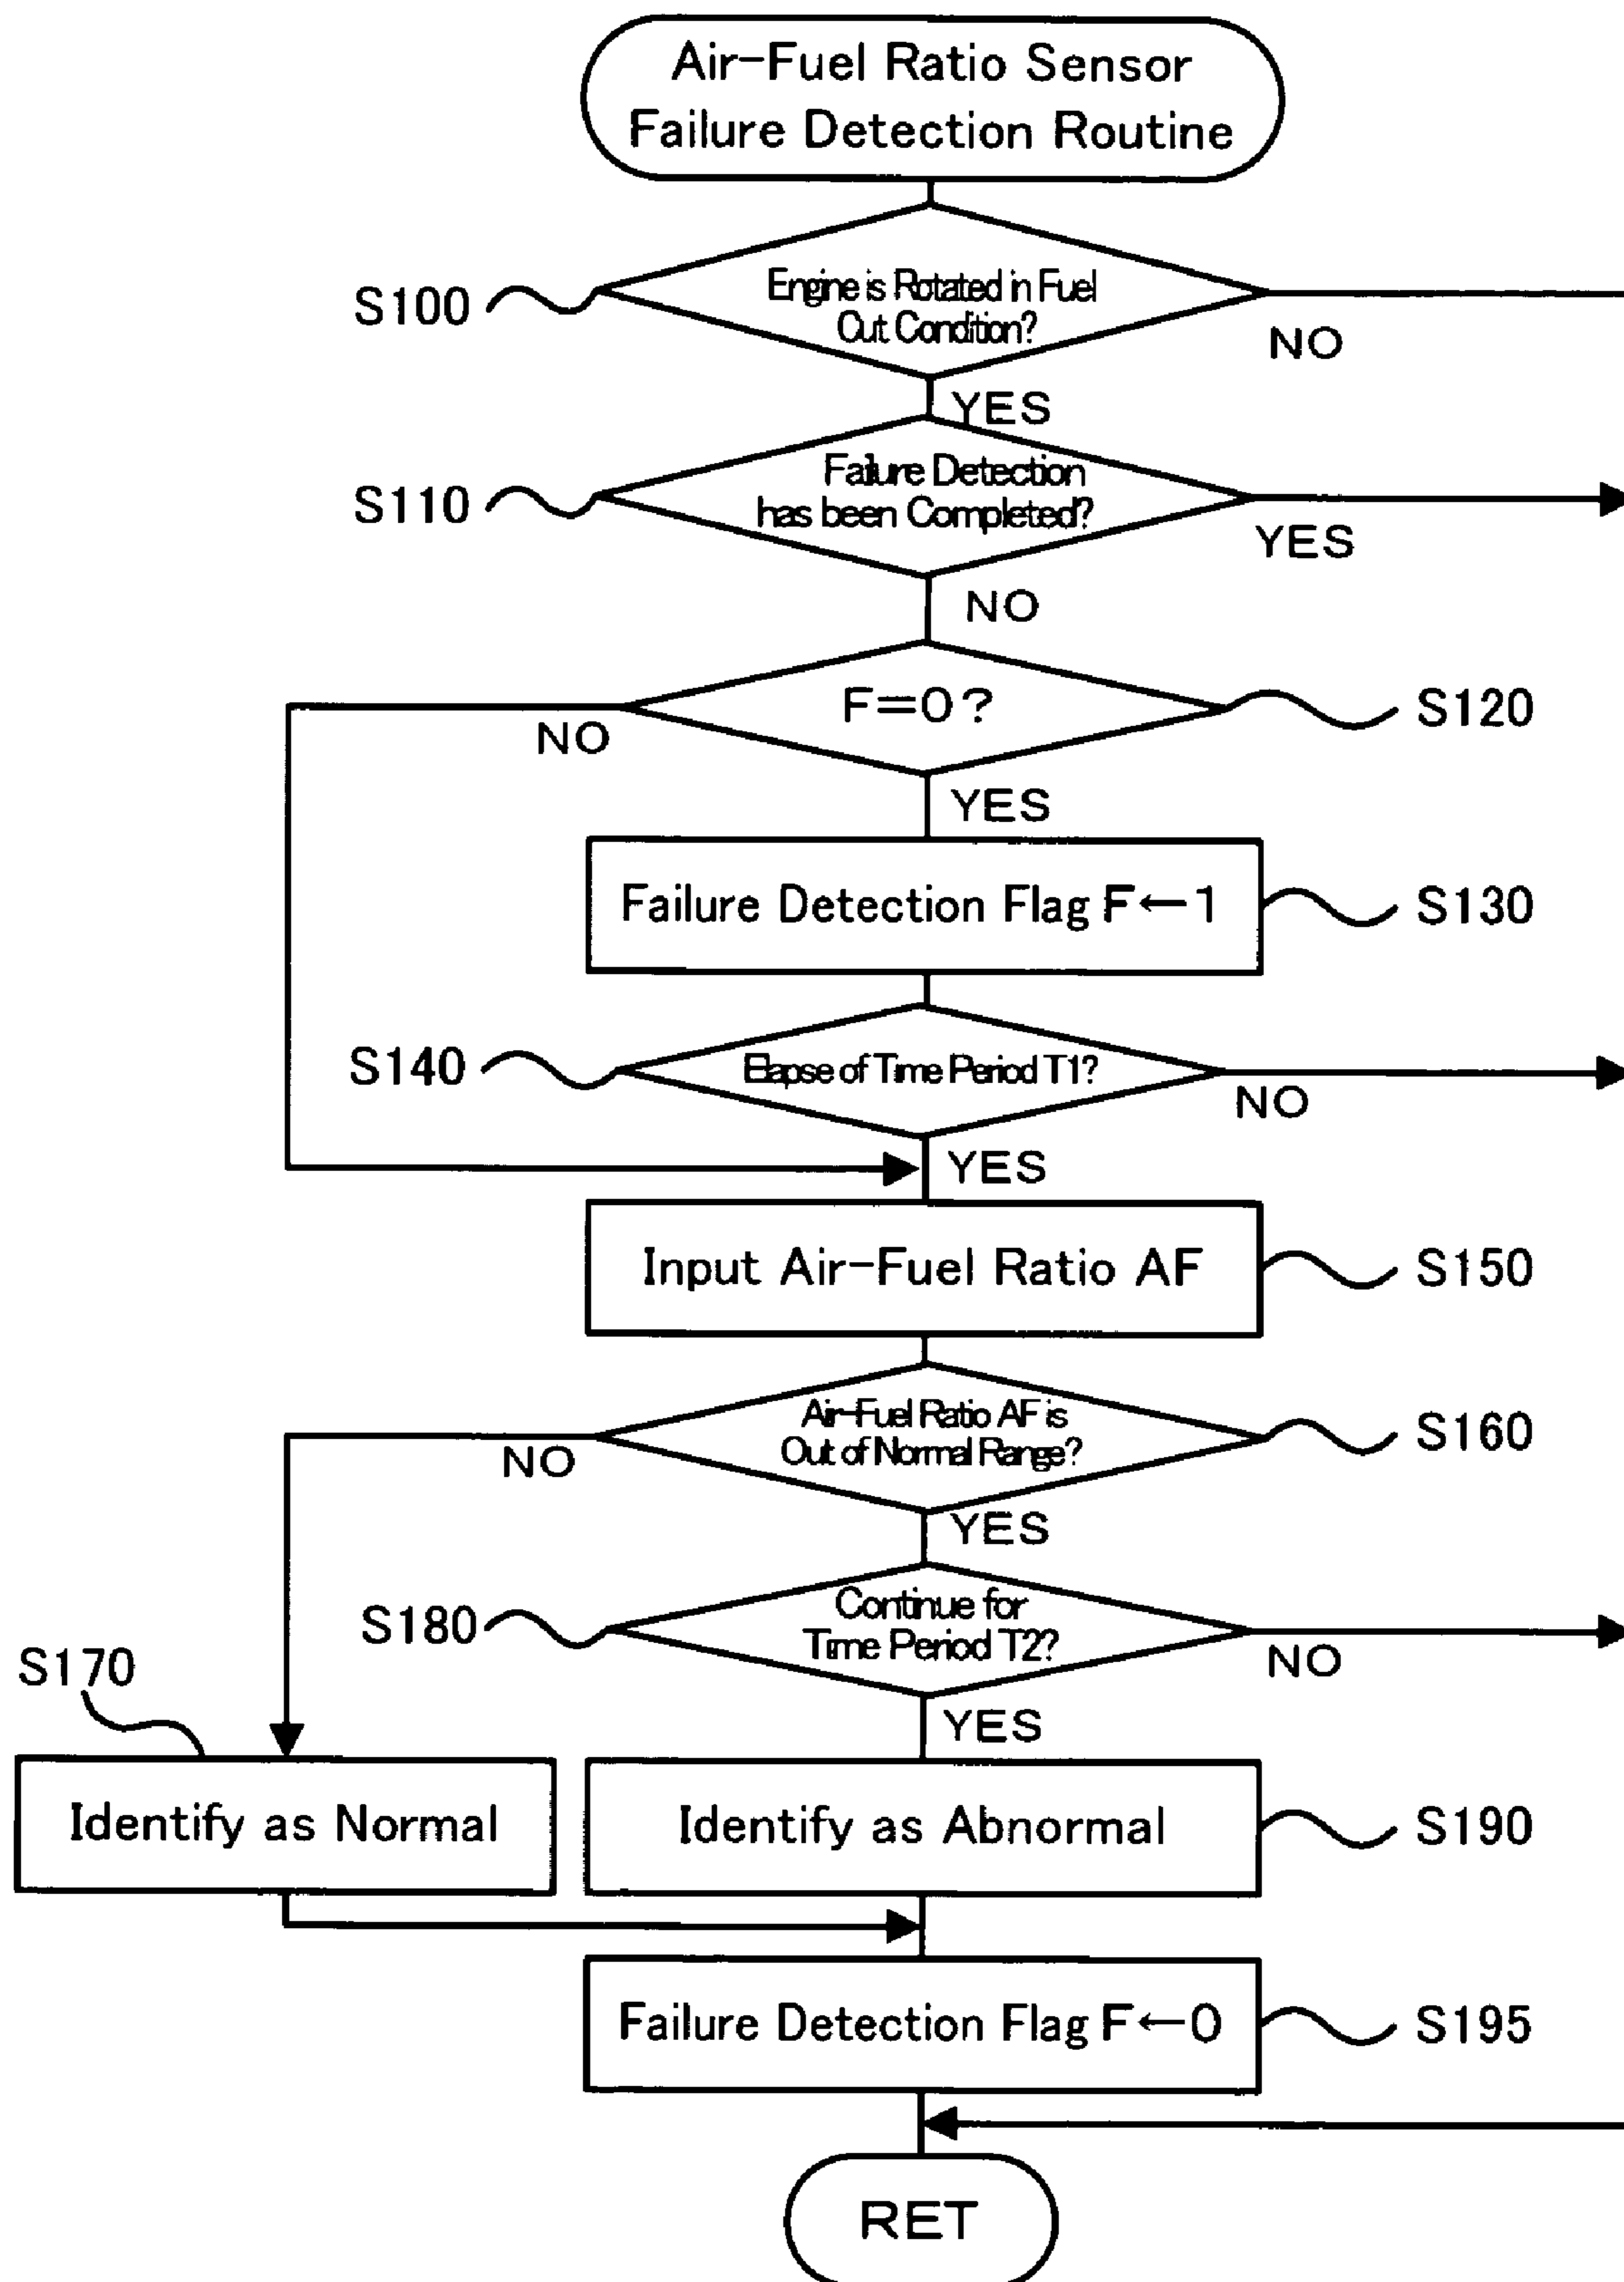 Air-Fuel Ratio Sensor
Failure Detection Routine
S100
Engine is Rotated in Fuel
Cut Condition?
NO
YES
S110
Failure Detection
has been Completed?
YES
NO
F=0?
S120
NO
YES
Failure Detection Flag F←1
S130
S140
Elapse of Time Period T1?
NO
YES
Input Air-Fuel Ratio AF
S150
Air-Fuel Ratio AF is
Out of Normal Range?
S160
NO
YES
S180
Continue for
Time Period T2?
NO
S170
YES
Identify as Normal
Identify as Abnormal
S190
Failure Detection Flag F←0
S195
RET